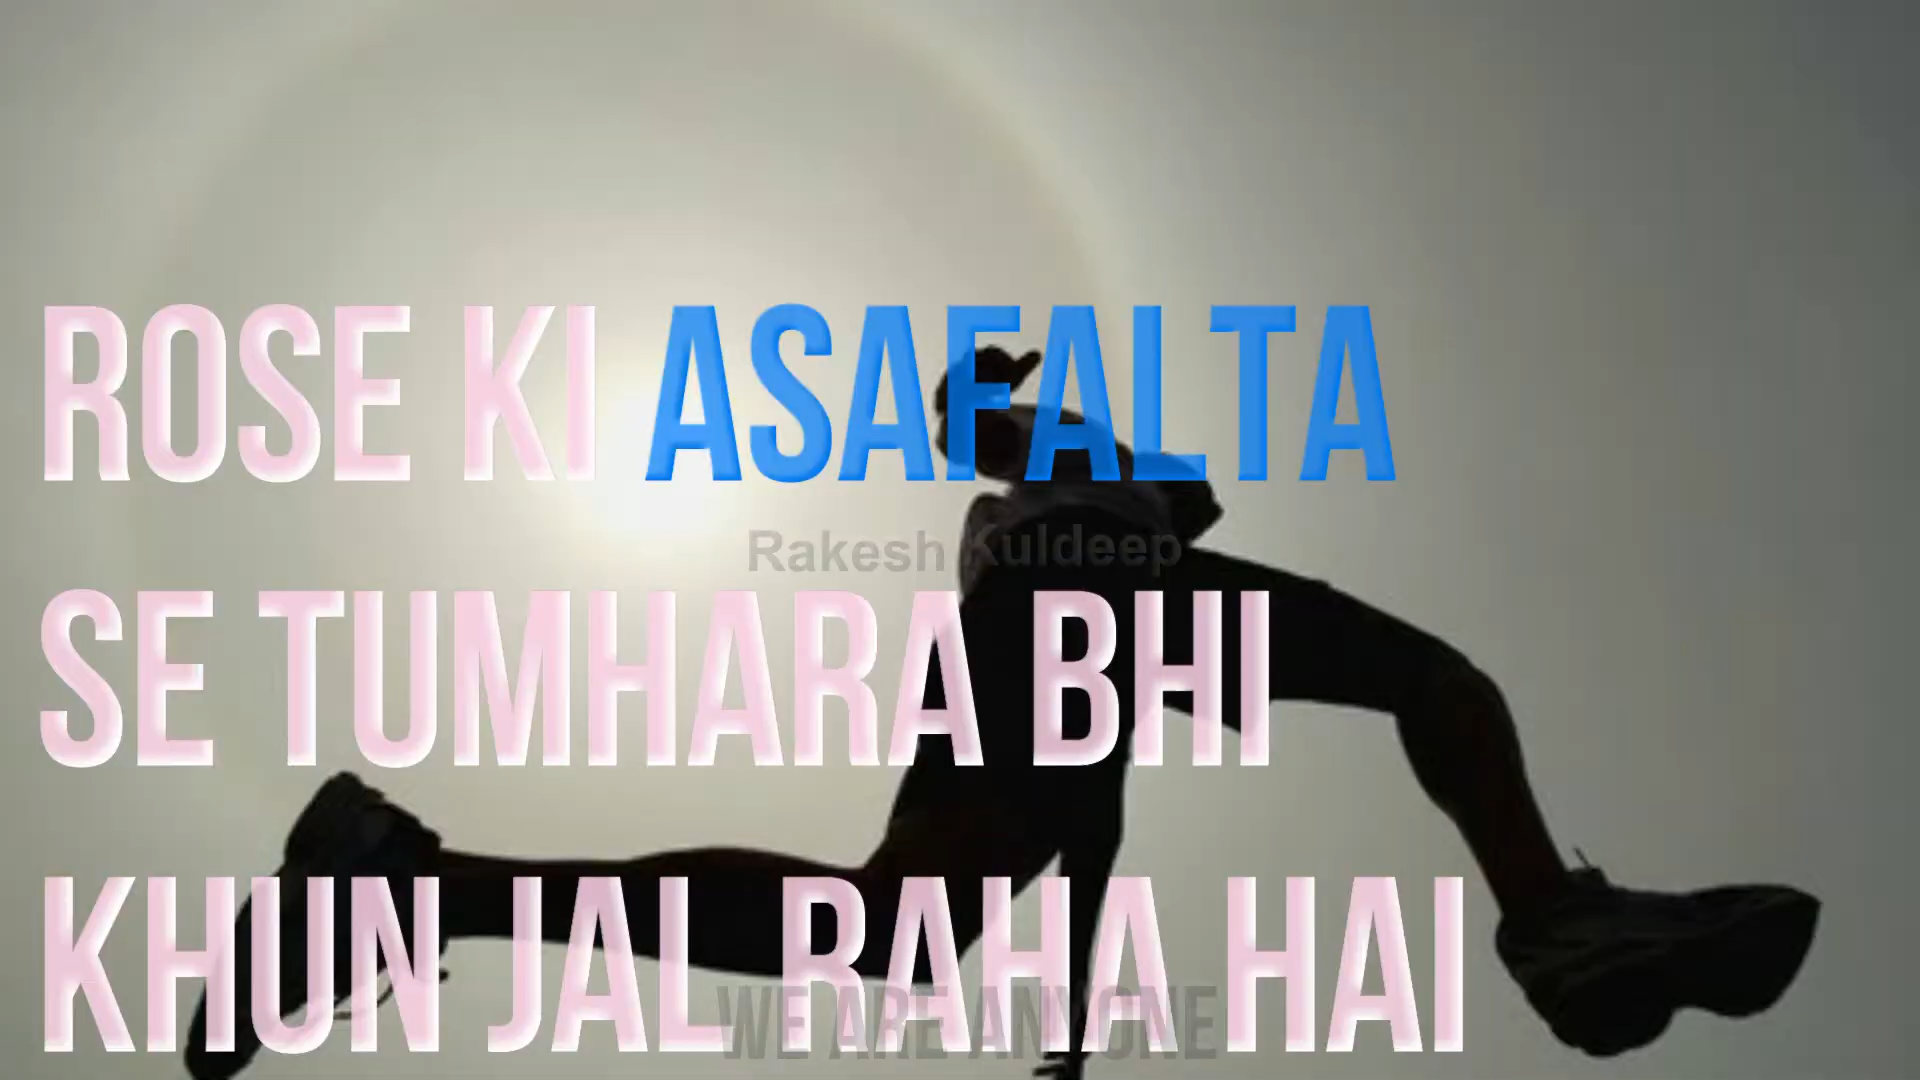 ROSE KI ASAFALTA
Rakesh Kuldeep
SE TUMHARA BHI
KHUN JAL RAHA HAI
WE ARE ANYONE